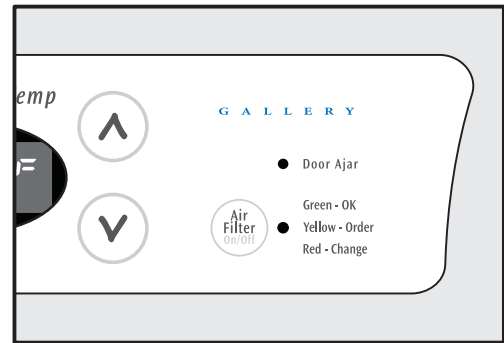 emp
GALLERY
Door Ajar
Air
Filter
On/Off
Green - OK
Yellow - Order
Red - Change